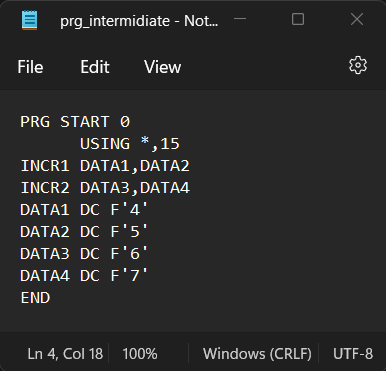 prg_intermidiate - Not...
File Edit View
PRG START 0
USING *,15
INCR1 DATA1,DATA2
INCR2 DATA3,DATA4
DATA1 DC F'4'
DATA2 DC F'5'
DATA3 DC F'6'
DATA4 DC F'7'
END
Ln 4, Col 18 100% Windows (CRLF) UTF-8